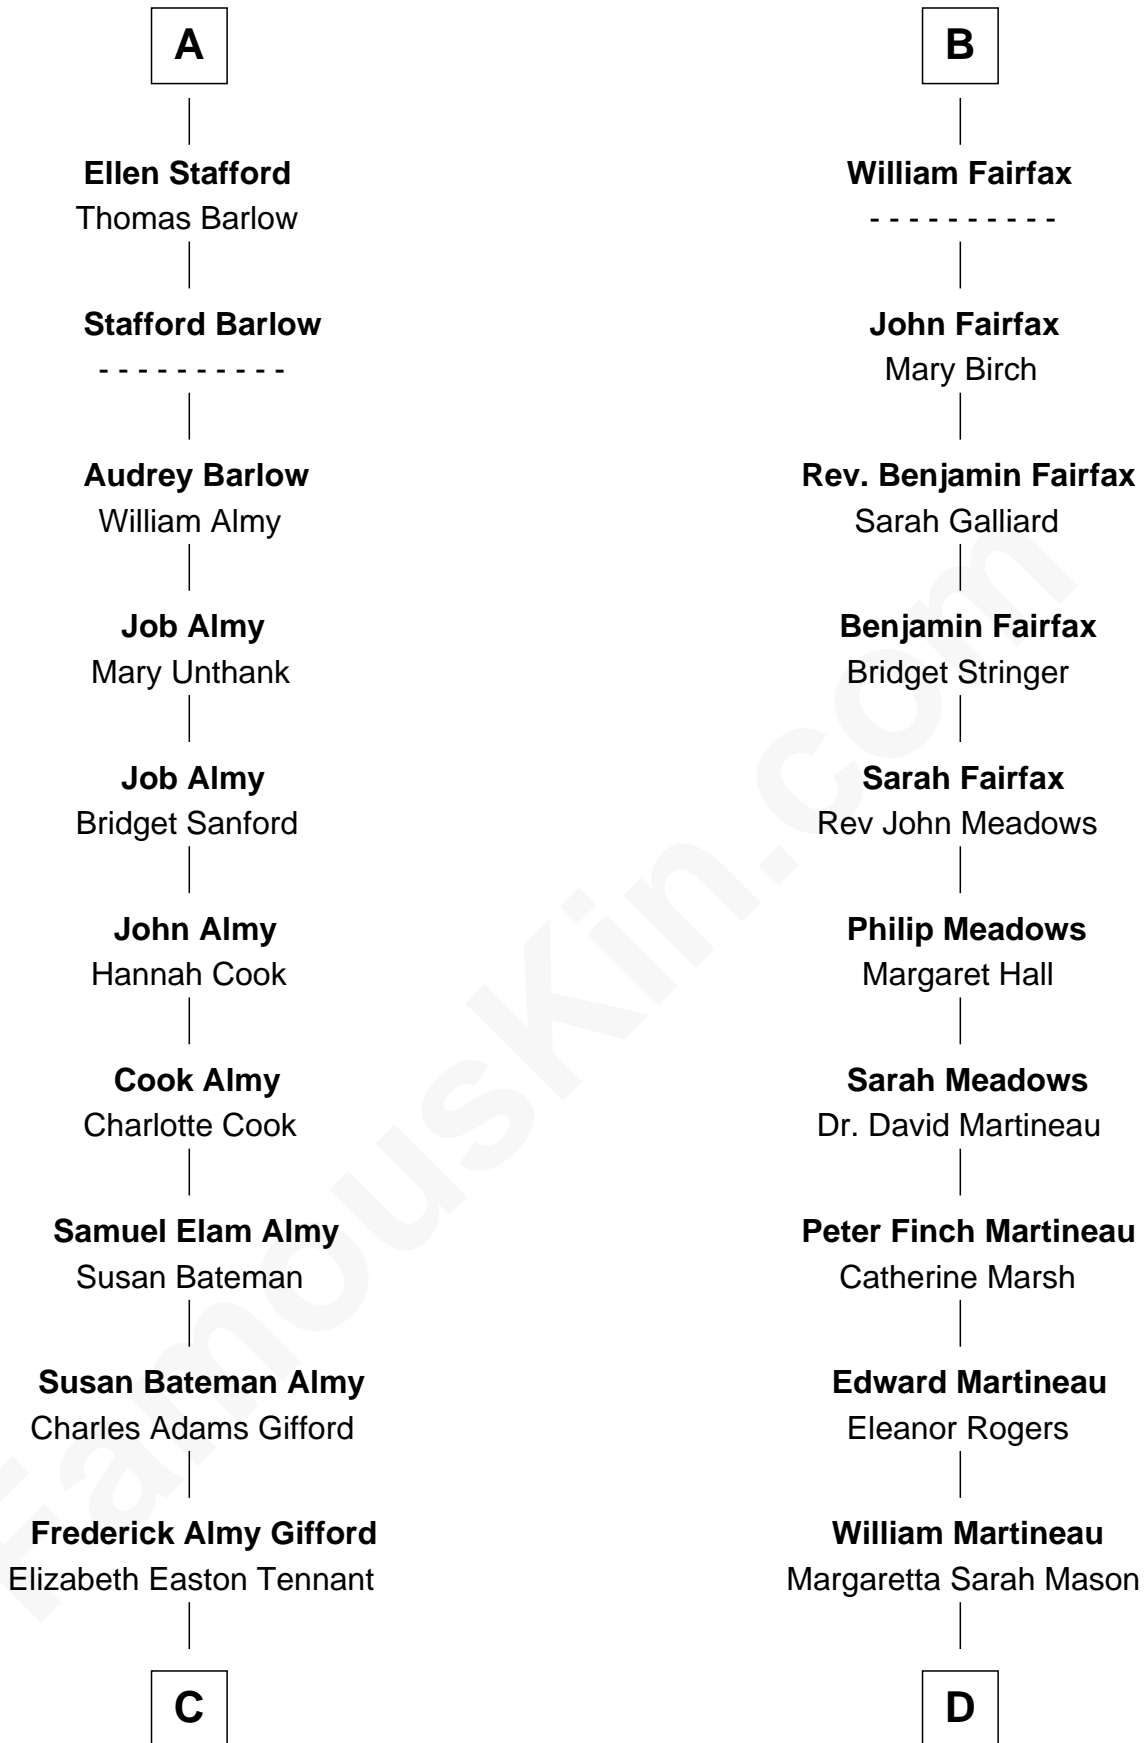 A
Ellen Stafford
Thomas Barlow
Stafford Barlow
- - - - - - - - - -
Audrey Barlow
William Almy
Job Almy
Mary Unthank
Job Almy
Bridget Sanford
John Almy
Hannah Cook
Cook Almy
Charlotte Cook
Samuel Elam Almy
Susan Bateman
Susan Bateman Almy
Charles Adams Gifford
Frederick Almy Gifford
Elizabeth Easton Tennant
C
B
William Fairfax
- - - - - - - - - -
John Fairfax
Mary Birch
Rev. Benjamin Fairfax
Sarah Galliard
Benjamin Fairfax
Bridget Stringer
Sarah Fairfax
Rev John Meadows
Philip Meadows
Margaret Hall
Sarah Meadows
Dr. David Martineau
Peter Finch Martineau
Catherine Marsh
Edward Martineau
Eleanor Rogers
William Martineau
Margaretta Sarah Mason
D
FamousKin.com